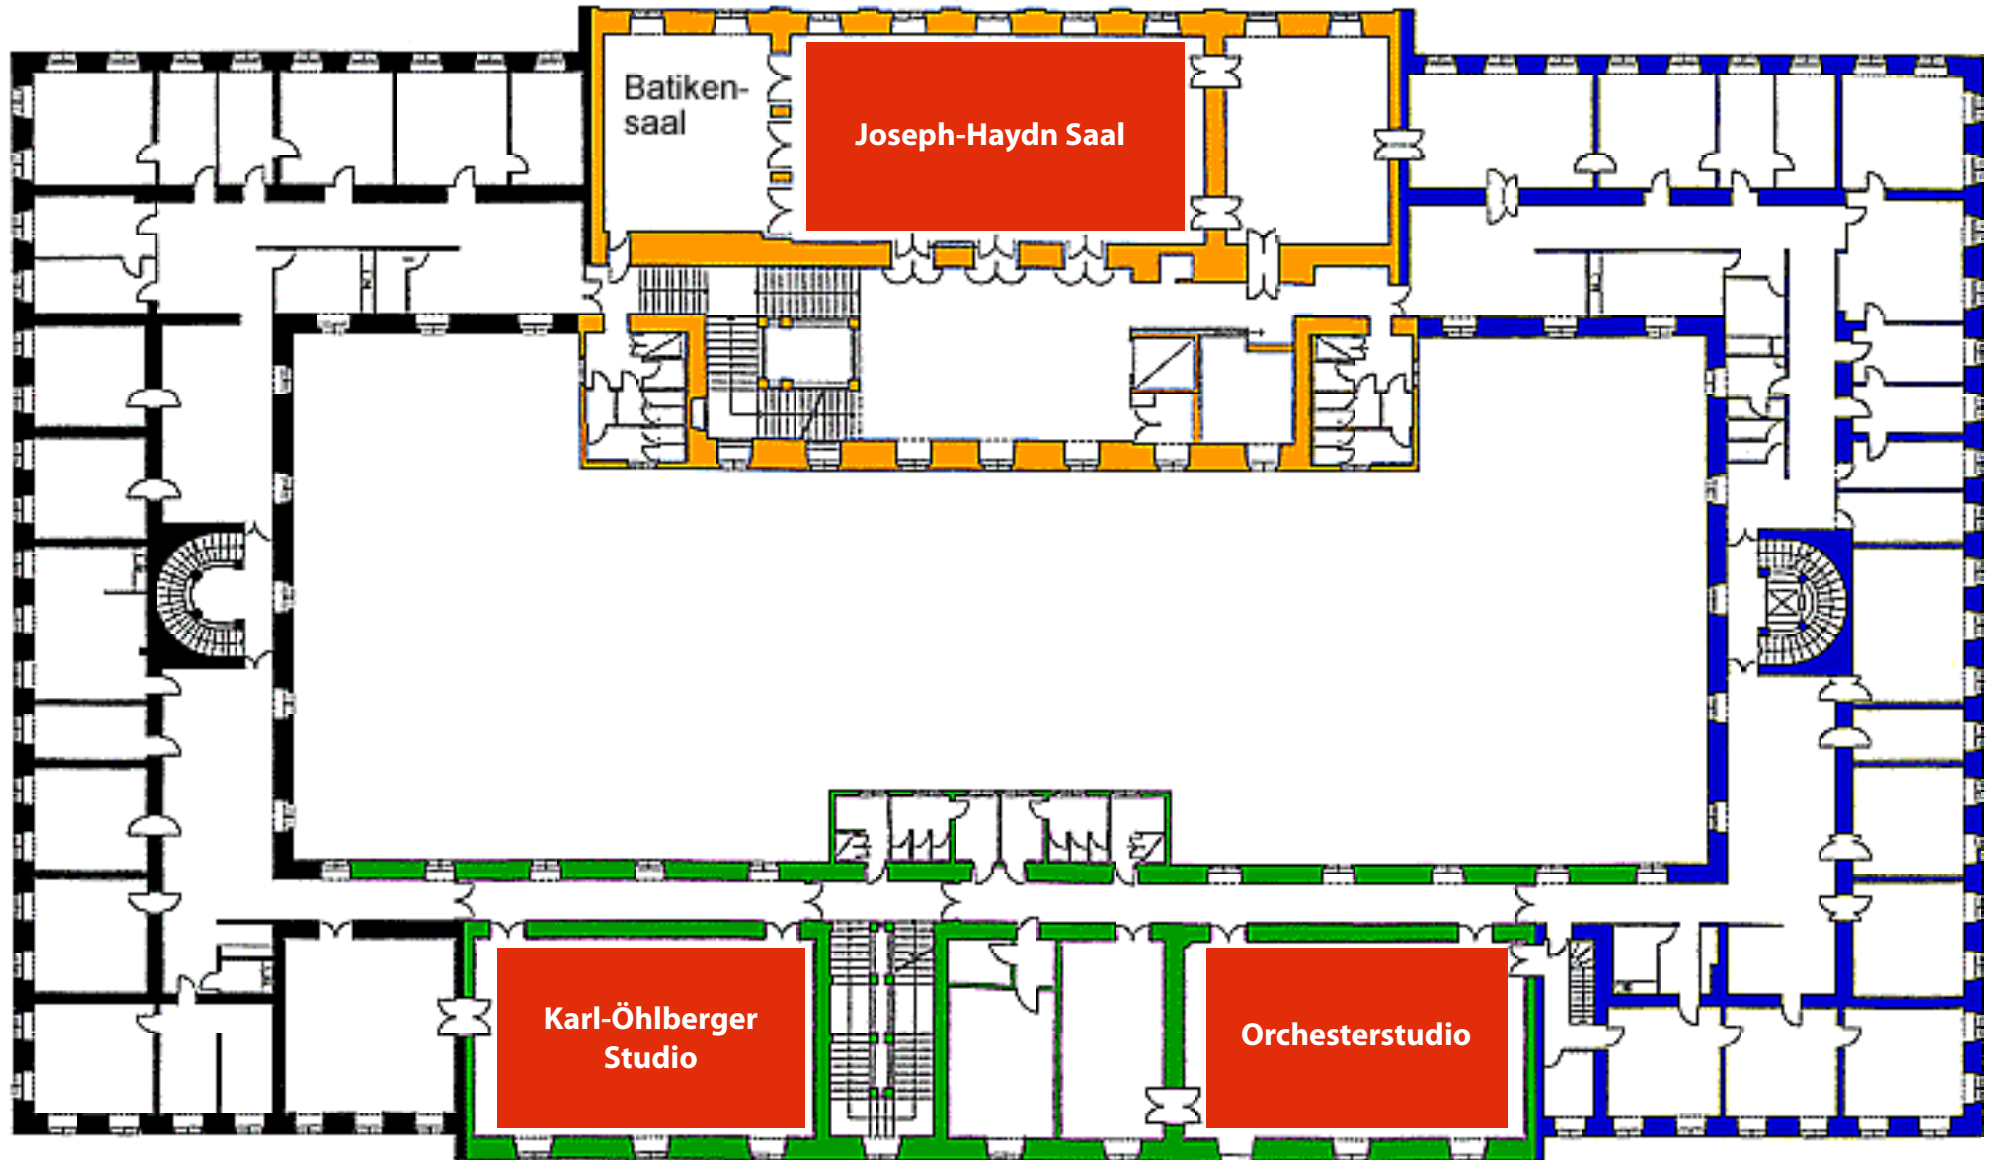 Batiken-
saal
Joseph-Haydn Saal
Karl-Öhlberger
Studio
Orchesterstudio